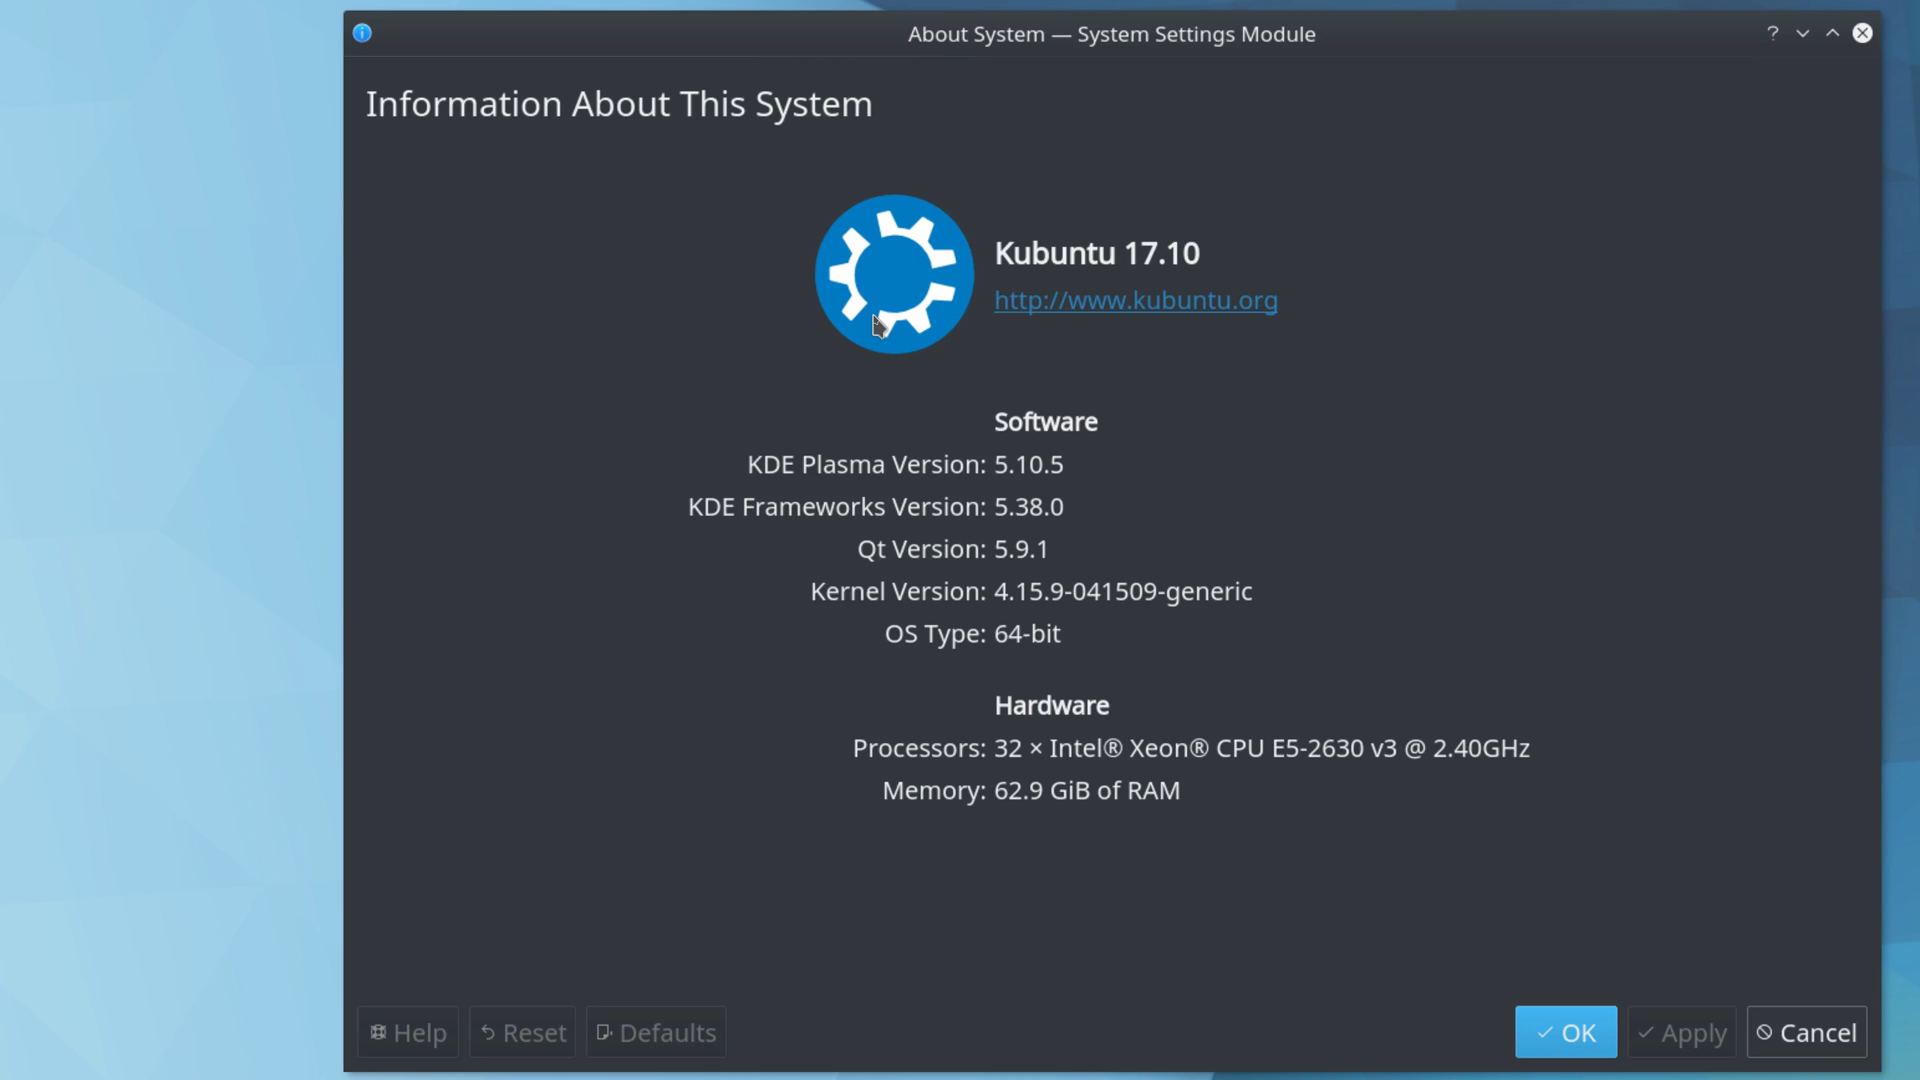 About System — System Settings Module
Information About This System
Kubuntu 17.10
http://www.kubuntu.org
Software
KDE Plasma Version: 5.10.5
KDE Frameworks Version: 5.38.0
Qt Version: 5.9.1
Kernel Version: 4.15.9-041509-generic
OS Type: 64-bit
Hardware
Processors: 32 × Intel® Xeon® CPU E5-2630 v3 @ 2.40GHz
Memory: 62.9 GiB of RAM
Help Reset Defaults OK Apply Cancel